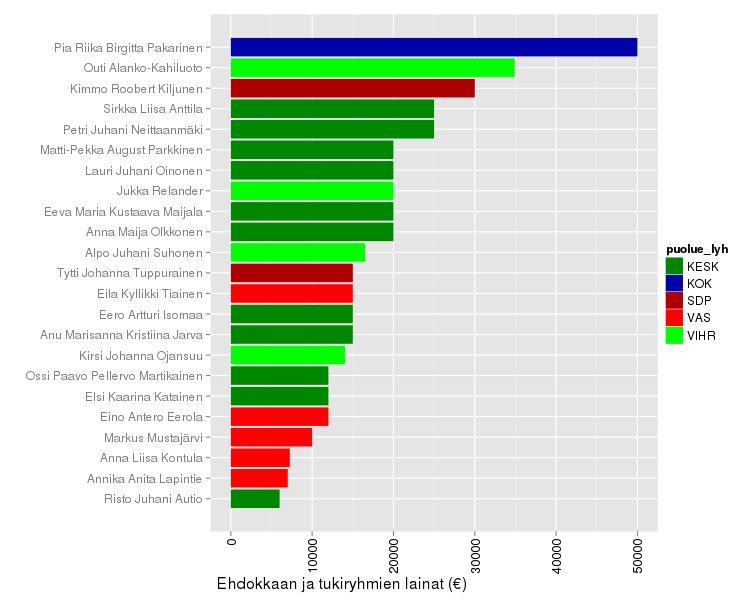 Pia Riika Birgitta Pakarinen
Outi Alanko-Kahiluoto
Kimmo Roobert Kiljunen
Sirkka Liisa Anttila
Petri Juhani Neittaanmäki
Matti-Pekka August Parkkinen
Lauri Juhani Oinonen
Jukka Relander
Eeva Maria Kustaava Maijala
Anna Maija Olkkonen
Alpo Juhani Suhonen
Tytti Johanna Tuppurainen
Eila Kyllikki Tiainen
Eero Artturi Isomaa
Anu Marisanna Kristiina Jarva
Kirsi Johanna Ojansuu
Ossi Paavo Pellervo Martikainen
Elsi Kaarina Katainen
Eino Antero Eerola
Markus Mustajärvi
Anna Liisa Kontula
Annika Anita Lapintie
Risto Juhani Autio
0
10000
20000
30000
40000
50000
Ehdokkaan ja tukiryhmien lainat (€)
puolue_lyh
KESK
KOK
SDP
VAS
VIHR